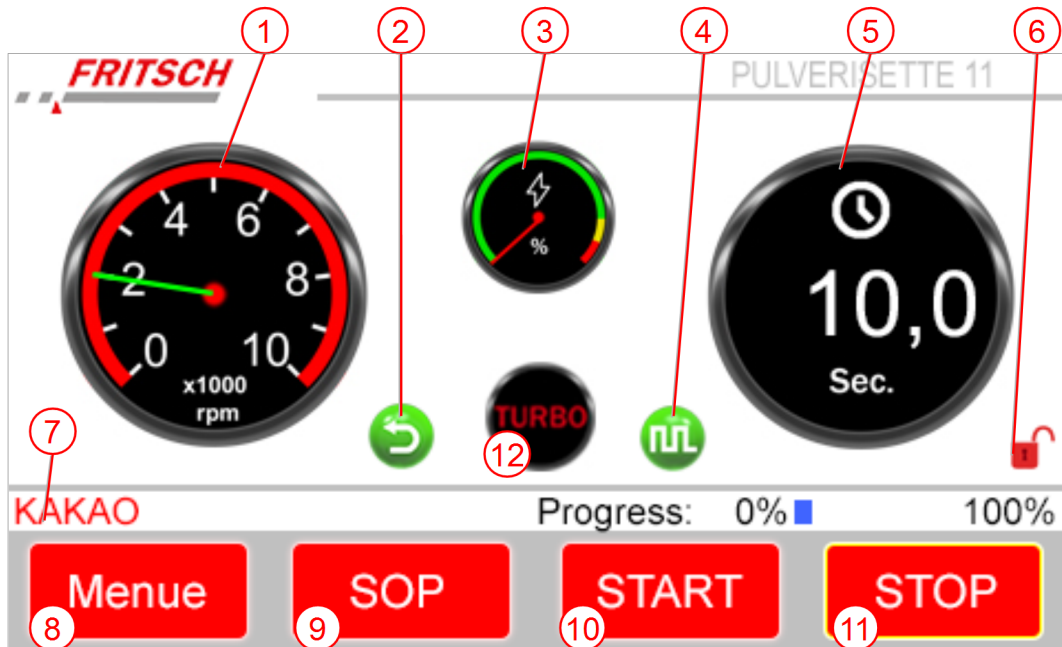 1 2 3 4 5 6
FRITSCH PULVERISETTE 11
0 2 4 6 8 10
x1000
rpm
%
10,0
Sec.
TURBO
12
7
KAKAO Progress: 0% 100%
Menue SOP START STOP
8 9 10 11